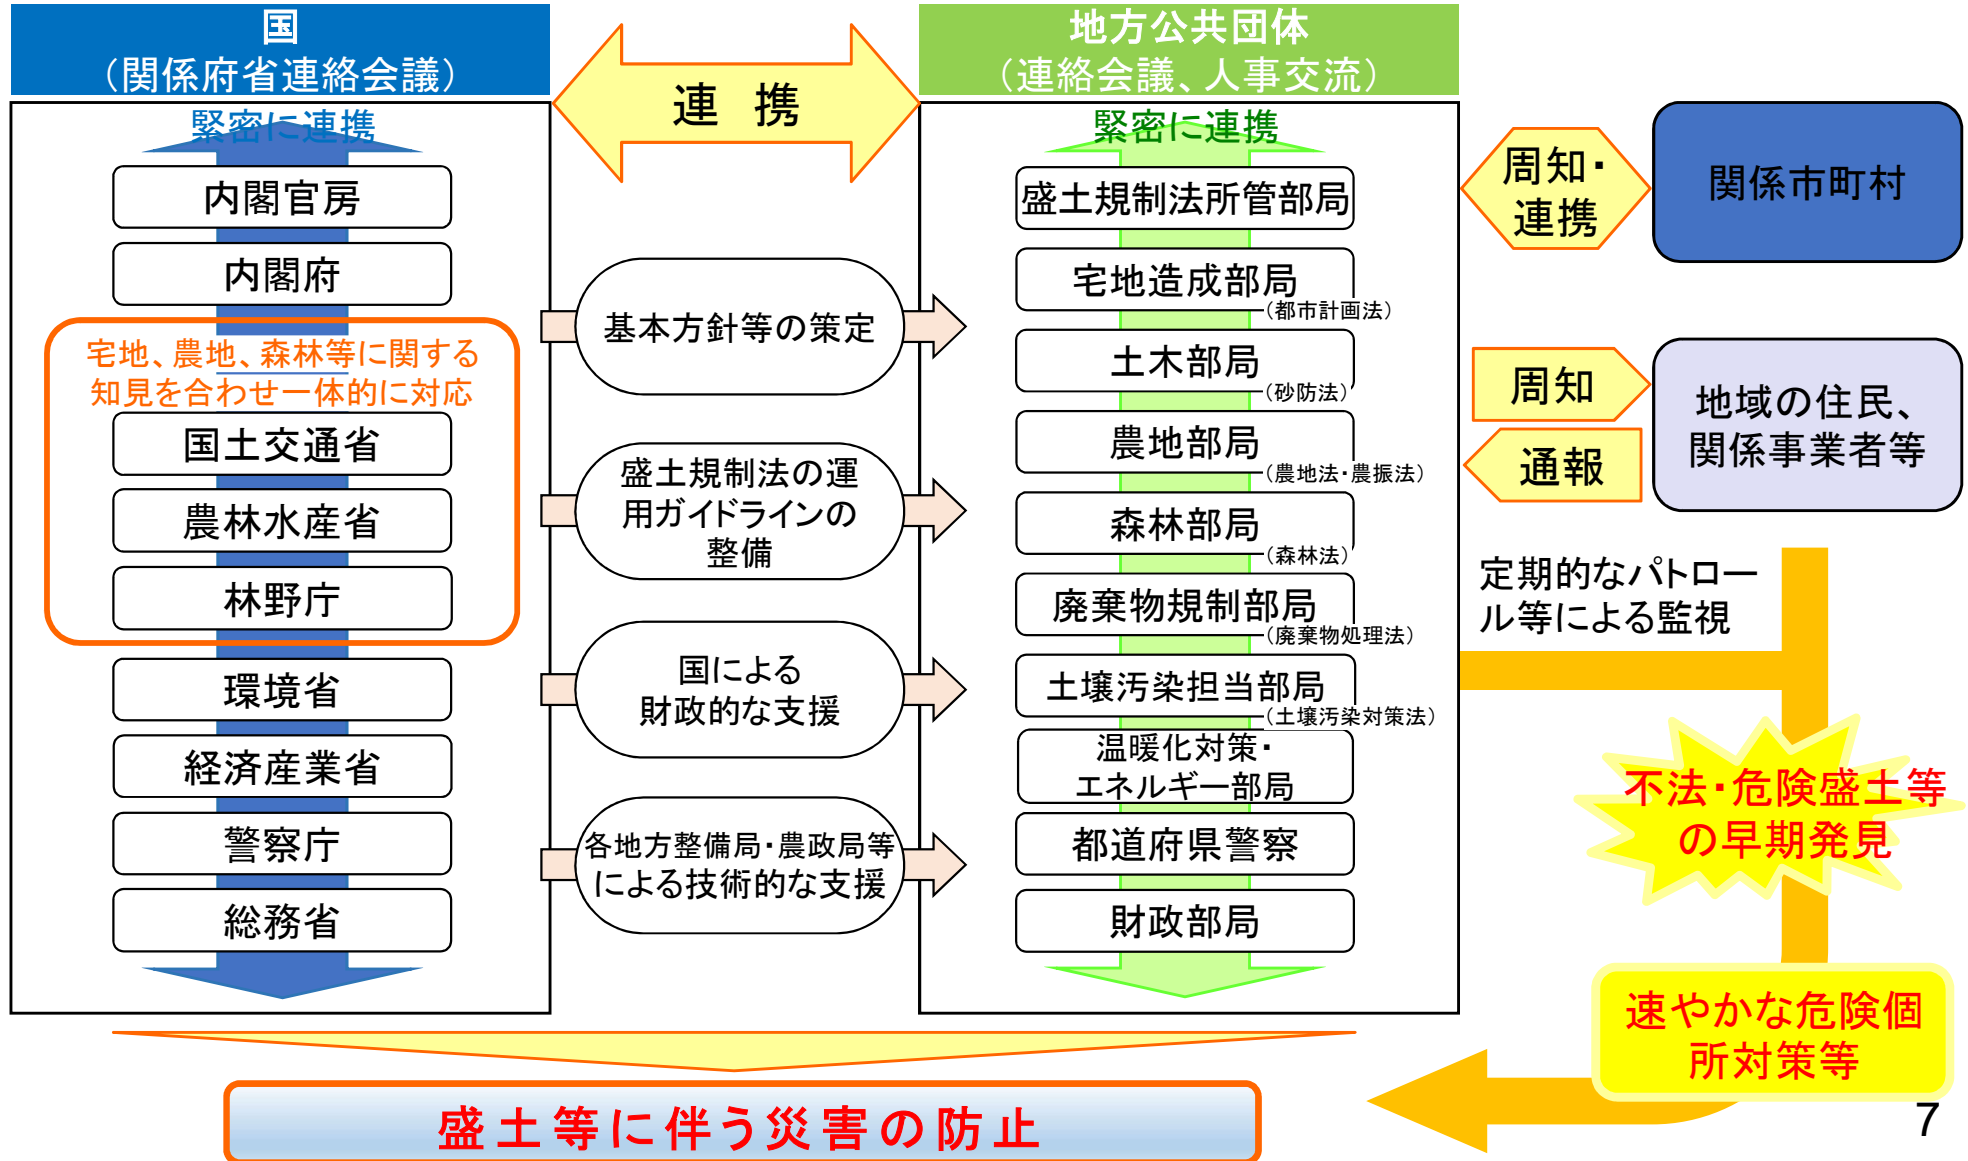 国
（関係府省連絡会議）
緊密に連携
内閣官房
内閣府
宅地、農地、森林等に関する
知見を合わせ一体的に対応
国土交通省
農林水産省
林野庁
環境省
経済産業省
警察庁
総務省
連　携
基本方針等の策定
盛土規制法の運
用ガイドラインの
整備
国による
財政的な支援
各地方整備局・農政局等
による技術的な支援
地方公共団体
（連絡会議、人事交流）
緊密に連携
盛土規制法所管部局
宅地造成部局
（都市計画法）
土木部局
（砂防法）
農地部局
（農地法・農振法）
森林部局
（森林法）
廃棄物規制部局
（廃棄物処理法）
土壌汚染担当部局
（土壌汚染対策法）
温暖化対策・
エネルギー部局
都道府県警察
財政部局
周知・
連携
関係市町村
周知
通報
地域の住民、
関係事業者等
定期的なパトロー
ル等による監視
不法・危険盛土等
の早期発見
速やかな危険個
所対策等
盛土等に伴う災害の防止
7